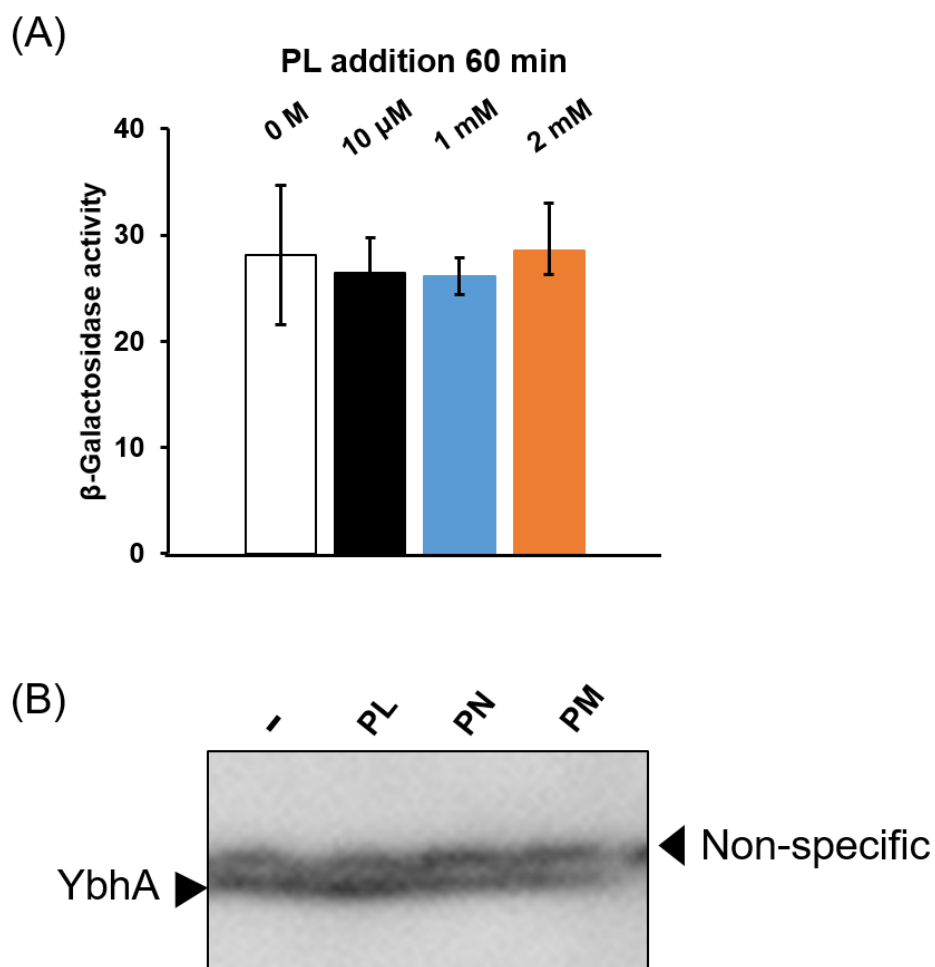 (A)
PL addition 60 min
0 M
10 µM
1 mM
2 mM
β-Galactosidase activity
40
30
20
10
0
(B)
-
PL
PN
PM
YbhA
Non-specific